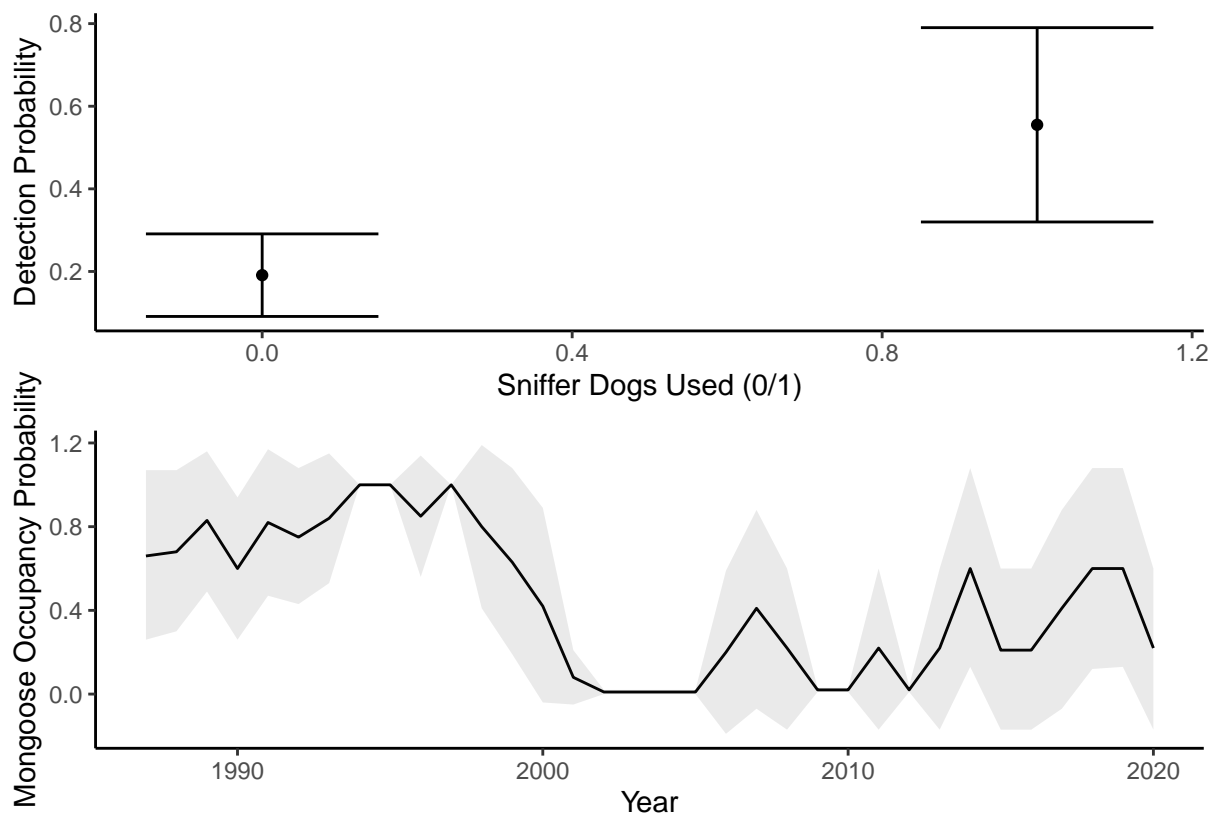 Detection Probability
0.8
0.6
0.4
0.2
0.0 0.4 0.8 1.2
Sniffer Dogs Used (0/1)
Mongoose Occupancy Probability
1.2
0.8
0.4
0.0
1990 2000 2010 2020
Year